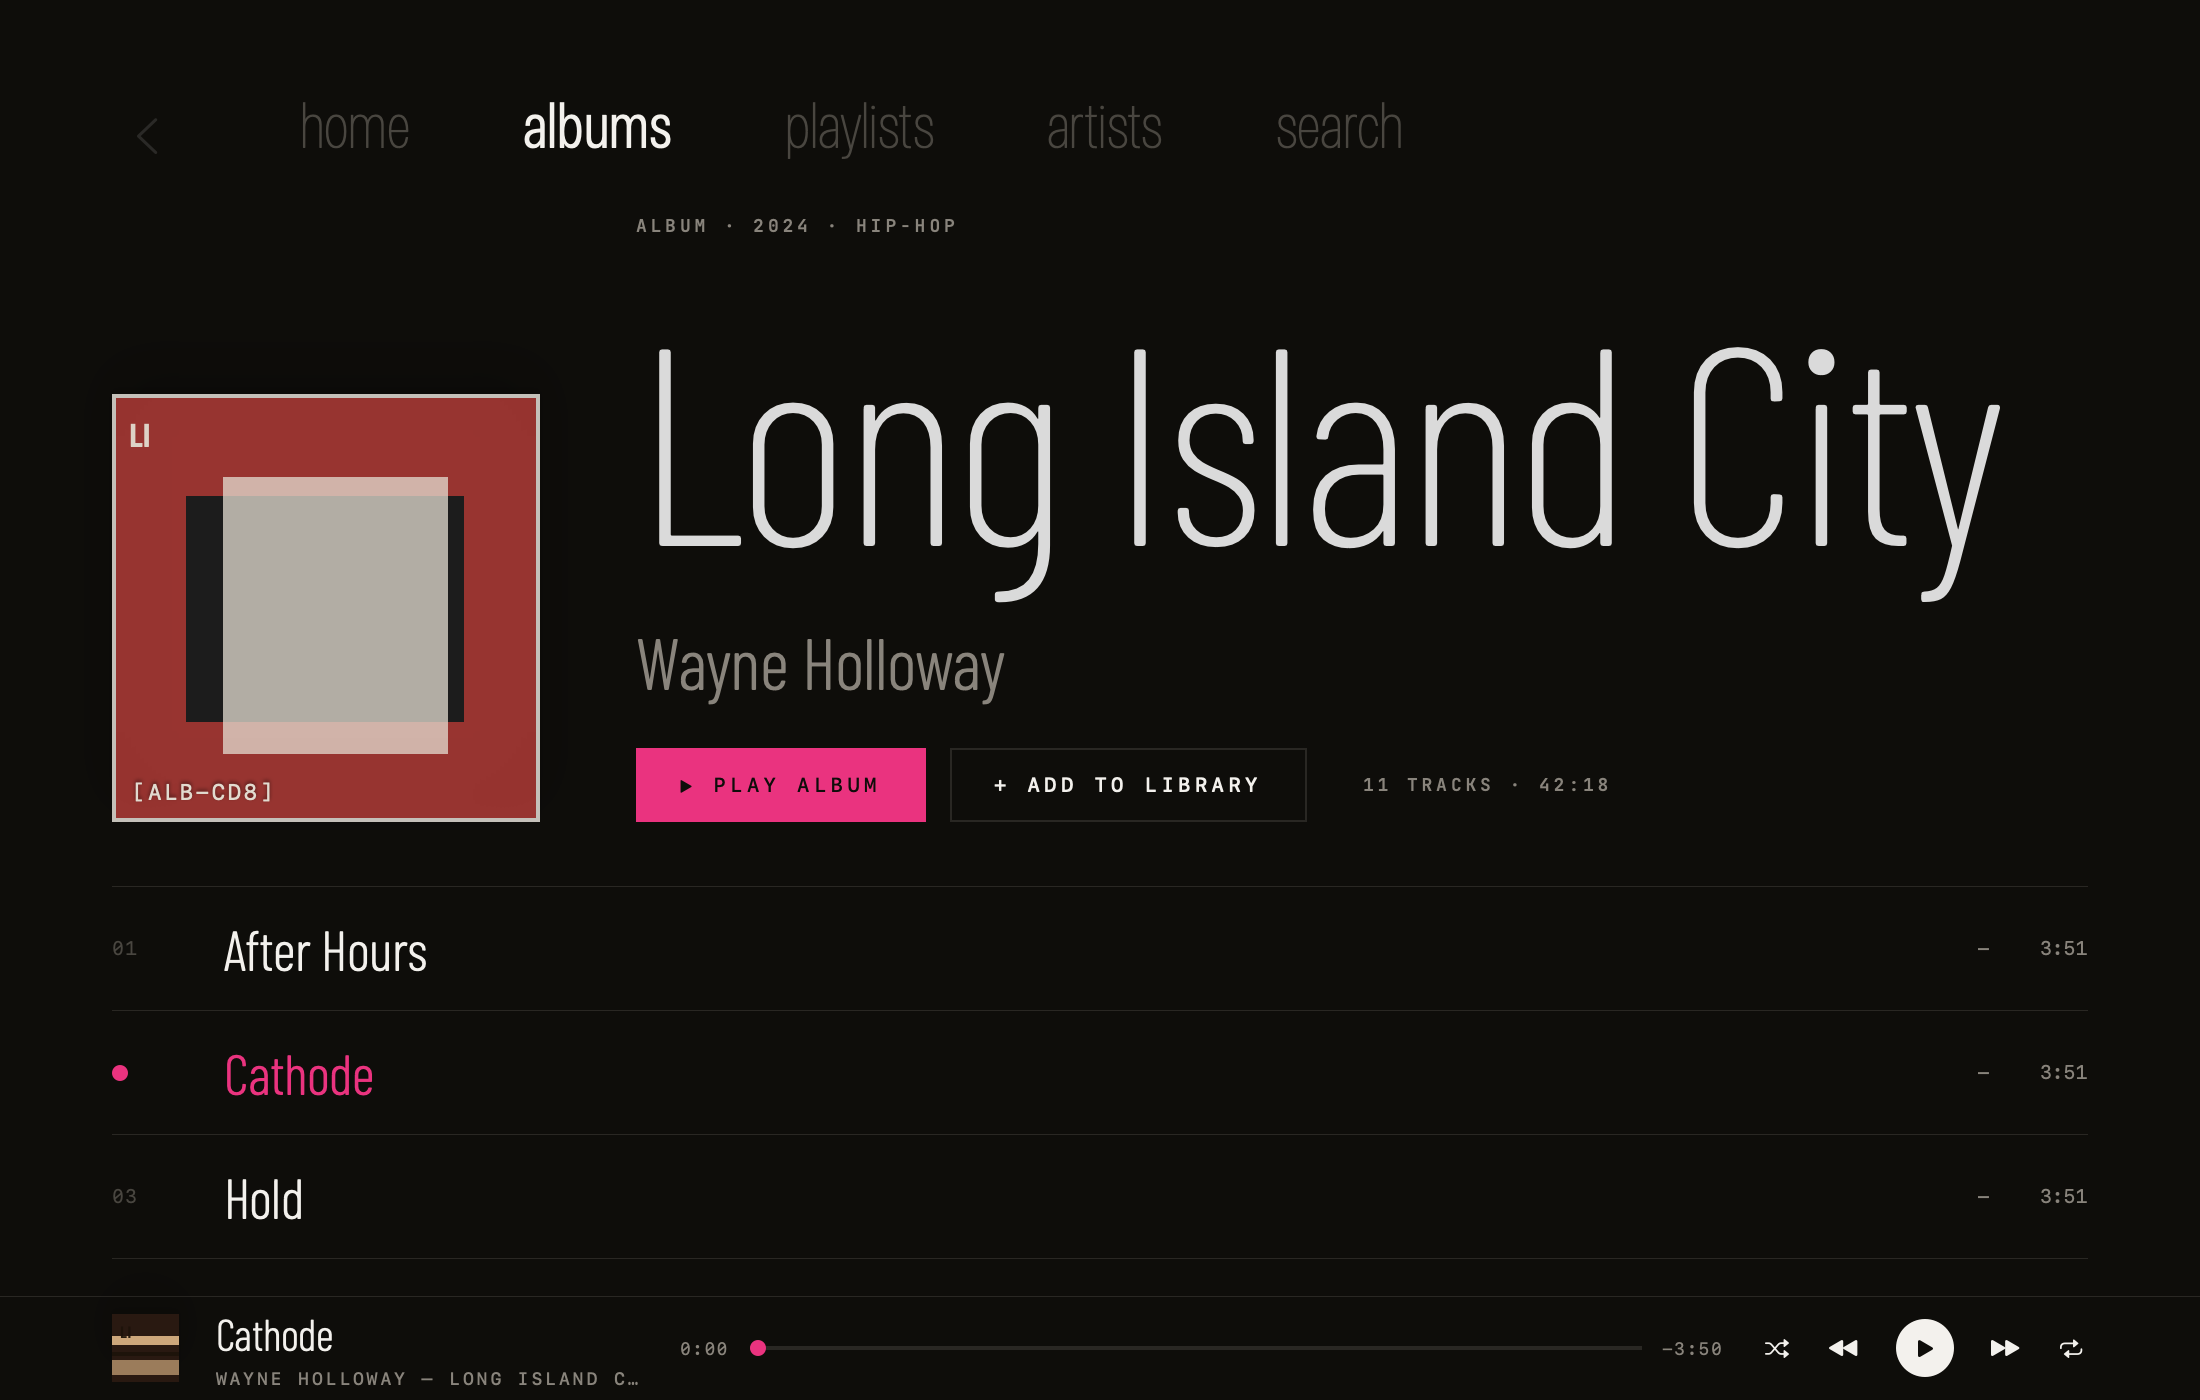 home albums playlists artists search
ALBUM · 2024 · HIP-HOP
Long Island City
LI
[ALB—CD8]
Wayne Holloway
▶ PLAY ALBUM
+ ADD TO LIBRARY
11 TRACKS · 42:18
01 After Hours — 3:51
Cathode — 3:51
03 Hold — 3:51
LI
Cathode
WAYNE HOLLOWAY — LONG ISLAND C…
0:00
—3:50